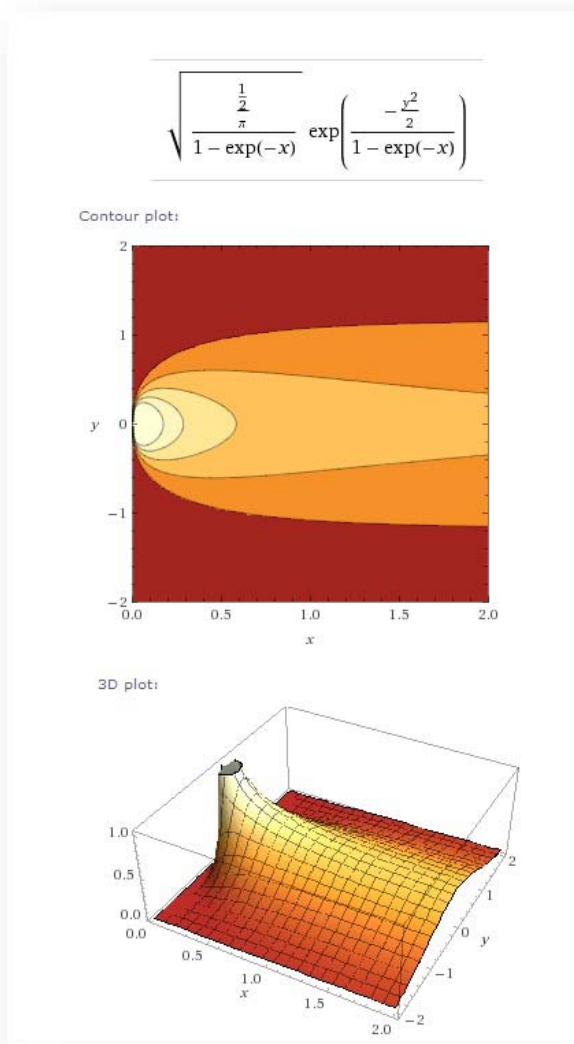 √((1/2)/π / (1 − exp(−x))) exp((−y²/2) / (1 − exp(−x)))
Contour plot:
2
1
y 0
−1
−2
0.0 0.5 1.0 1.5 2.0
x
3D plot:
1.0
0.5
0.0
0.0
0.5
1.0
x
1.5
2.0
2
1
0
y
−1
−2